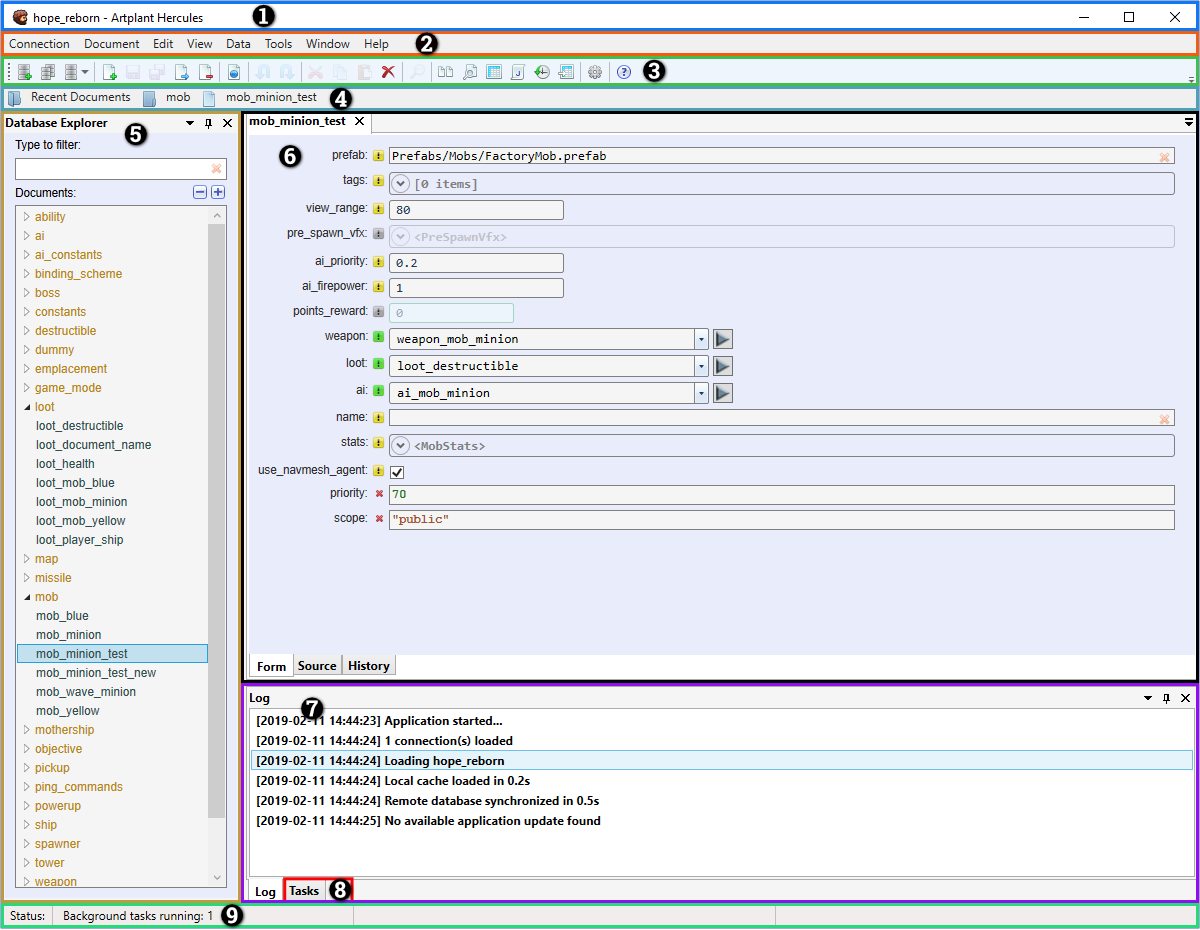 hope_reborn - Artplant Hercules 1
Connection Document Edit View Data Tools Window Help 2
3
Recent Documents mob mob_minion_test 4
Database Explorer 5
Type to filter:
Documents:
ability
ai
ai_constants
binding_scheme
boss
constants
destructible
dummy
emplacement
game_mode
loot
loot_destructible
loot_document_name
loot_health
loot_mob_blue
loot_mob_minion
loot_mob_yellow
loot_player_ship
map
missile
mob
mob_blue
mob_minion
mob_minion_test
mob_minion_test_new
mob_wave_minion
mob_yellow
mothership
objective
pickup
ping_commands
powerup
ship
spawner
tower
weapon
mob_minion_test
6
prefab: Prefabs/Mobs/FactoryMob.prefab
tags: [0 items]
view_range: 80
pre_spawn_vfx: <PreSpawnVfx>
ai_priority: 0.2
ai_firepower: 1
points_reward: 0
weapon: weapon_mob_minion
loot: loot_destructible
ai: ai_mob_minion
name:
stats: <MobStats>
use_navmesh_agent:
priority: 70
scope: "public"
Form Source History
Log
7
[2019-02-11 14:44:23] Application started...
[2019-02-11 14:44:24] 1 connection(s) loaded
[2019-02-11 14:44:24] Loading hope_reborn
[2019-02-11 14:44:24] Local cache loaded in 0.2s
[2019-02-11 14:44:24] Remote database synchronized in 0.5s
[2019-02-11 14:44:25] No available application update found
Log Tasks 8
Status: Background tasks running: 1 9